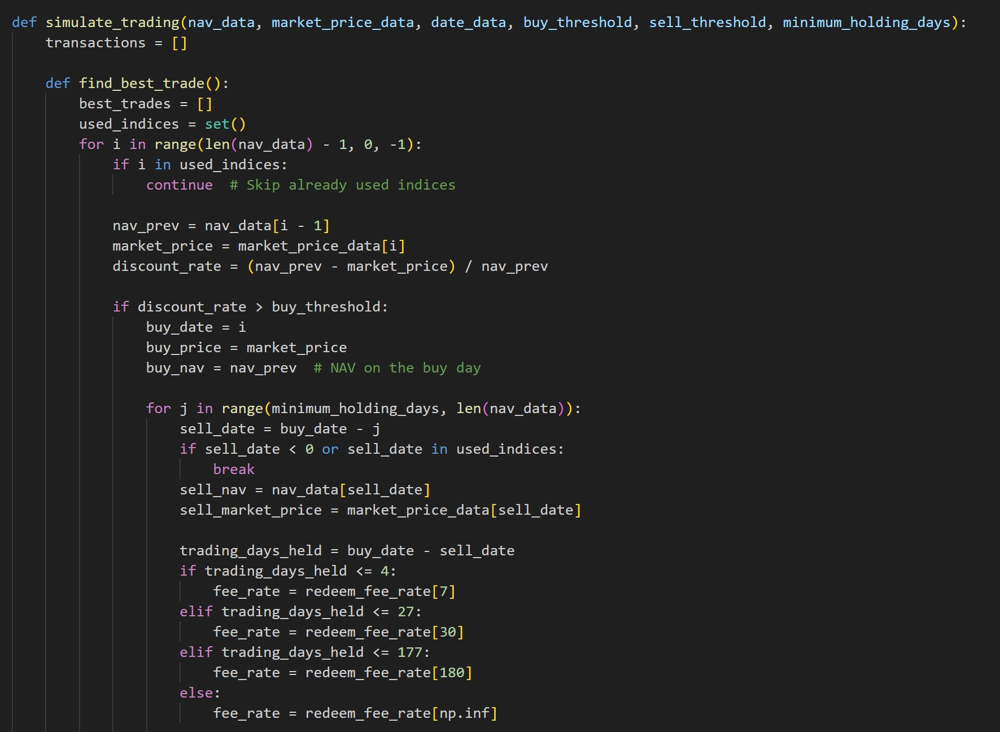 def simulate_trading(nav_data, market_price_data, date_data, buy_threshold, sell_threshold, minimum_holding_days):
    transactions = []

    def find_best_trade():
        best_trades = []
        used_indices = set()
        for i in range(len(nav_data) - 1, 0, -1):
            if i in used_indices:
                continue  # Skip already used indices

            nav_prev = nav_data[i - 1]
            market_price = market_price_data[i]
            discount_rate = (nav_prev - market_price) / nav_prev

            if discount_rate > buy_threshold:
                buy_date = i
                buy_price = market_price
                buy_nav = nav_prev  # NAV on the buy day

                for j in range(minimum_holding_days, len(nav_data)):
                    sell_date = buy_date - j
                    if sell_date < 0 or sell_date in used_indices:
                        break
                    sell_nav = nav_data[sell_date]
                    sell_market_price = market_price_data[sell_date]

                    trading_days_held = buy_date - sell_date
                    if trading_days_held <= 4:
                        fee_rate = redeem_fee_rate[7]
                    elif trading_days_held <= 27:
                        fee_rate = redeem_fee_rate[30]
                    elif trading_days_held <= 177:
                        fee_rate = redeem_fee_rate[180]
                    else:
                        fee_rate = redeem_fee_rate[np.inf]